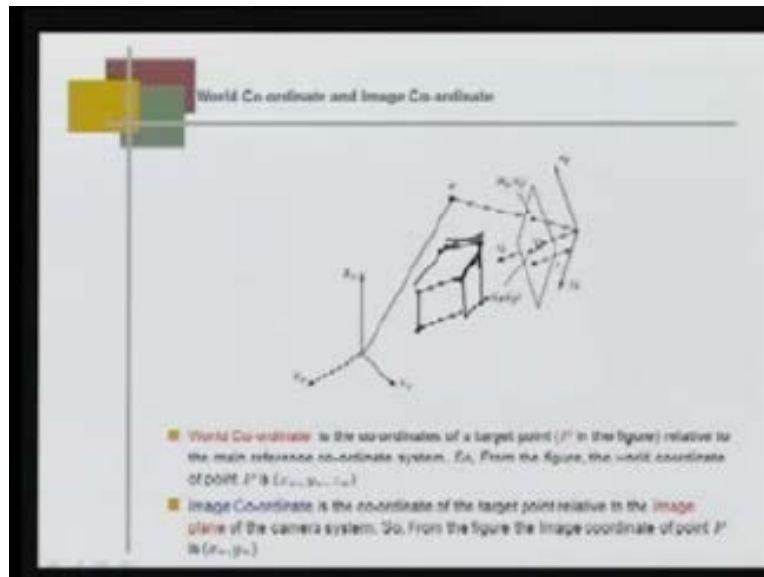 World Co-ordinate and Image Co-ordinate
P
World Co-ordinate is the co-ordinates of a target point (P in the figure) relative to
the main reference co-ordinate system. So, From the figure, the world coordinate
of point P is
Image Co-ordinate is the co-ordinate of the target point relative to the image
plane of the camera system. So, From the figure the Image coordinate of point P
is